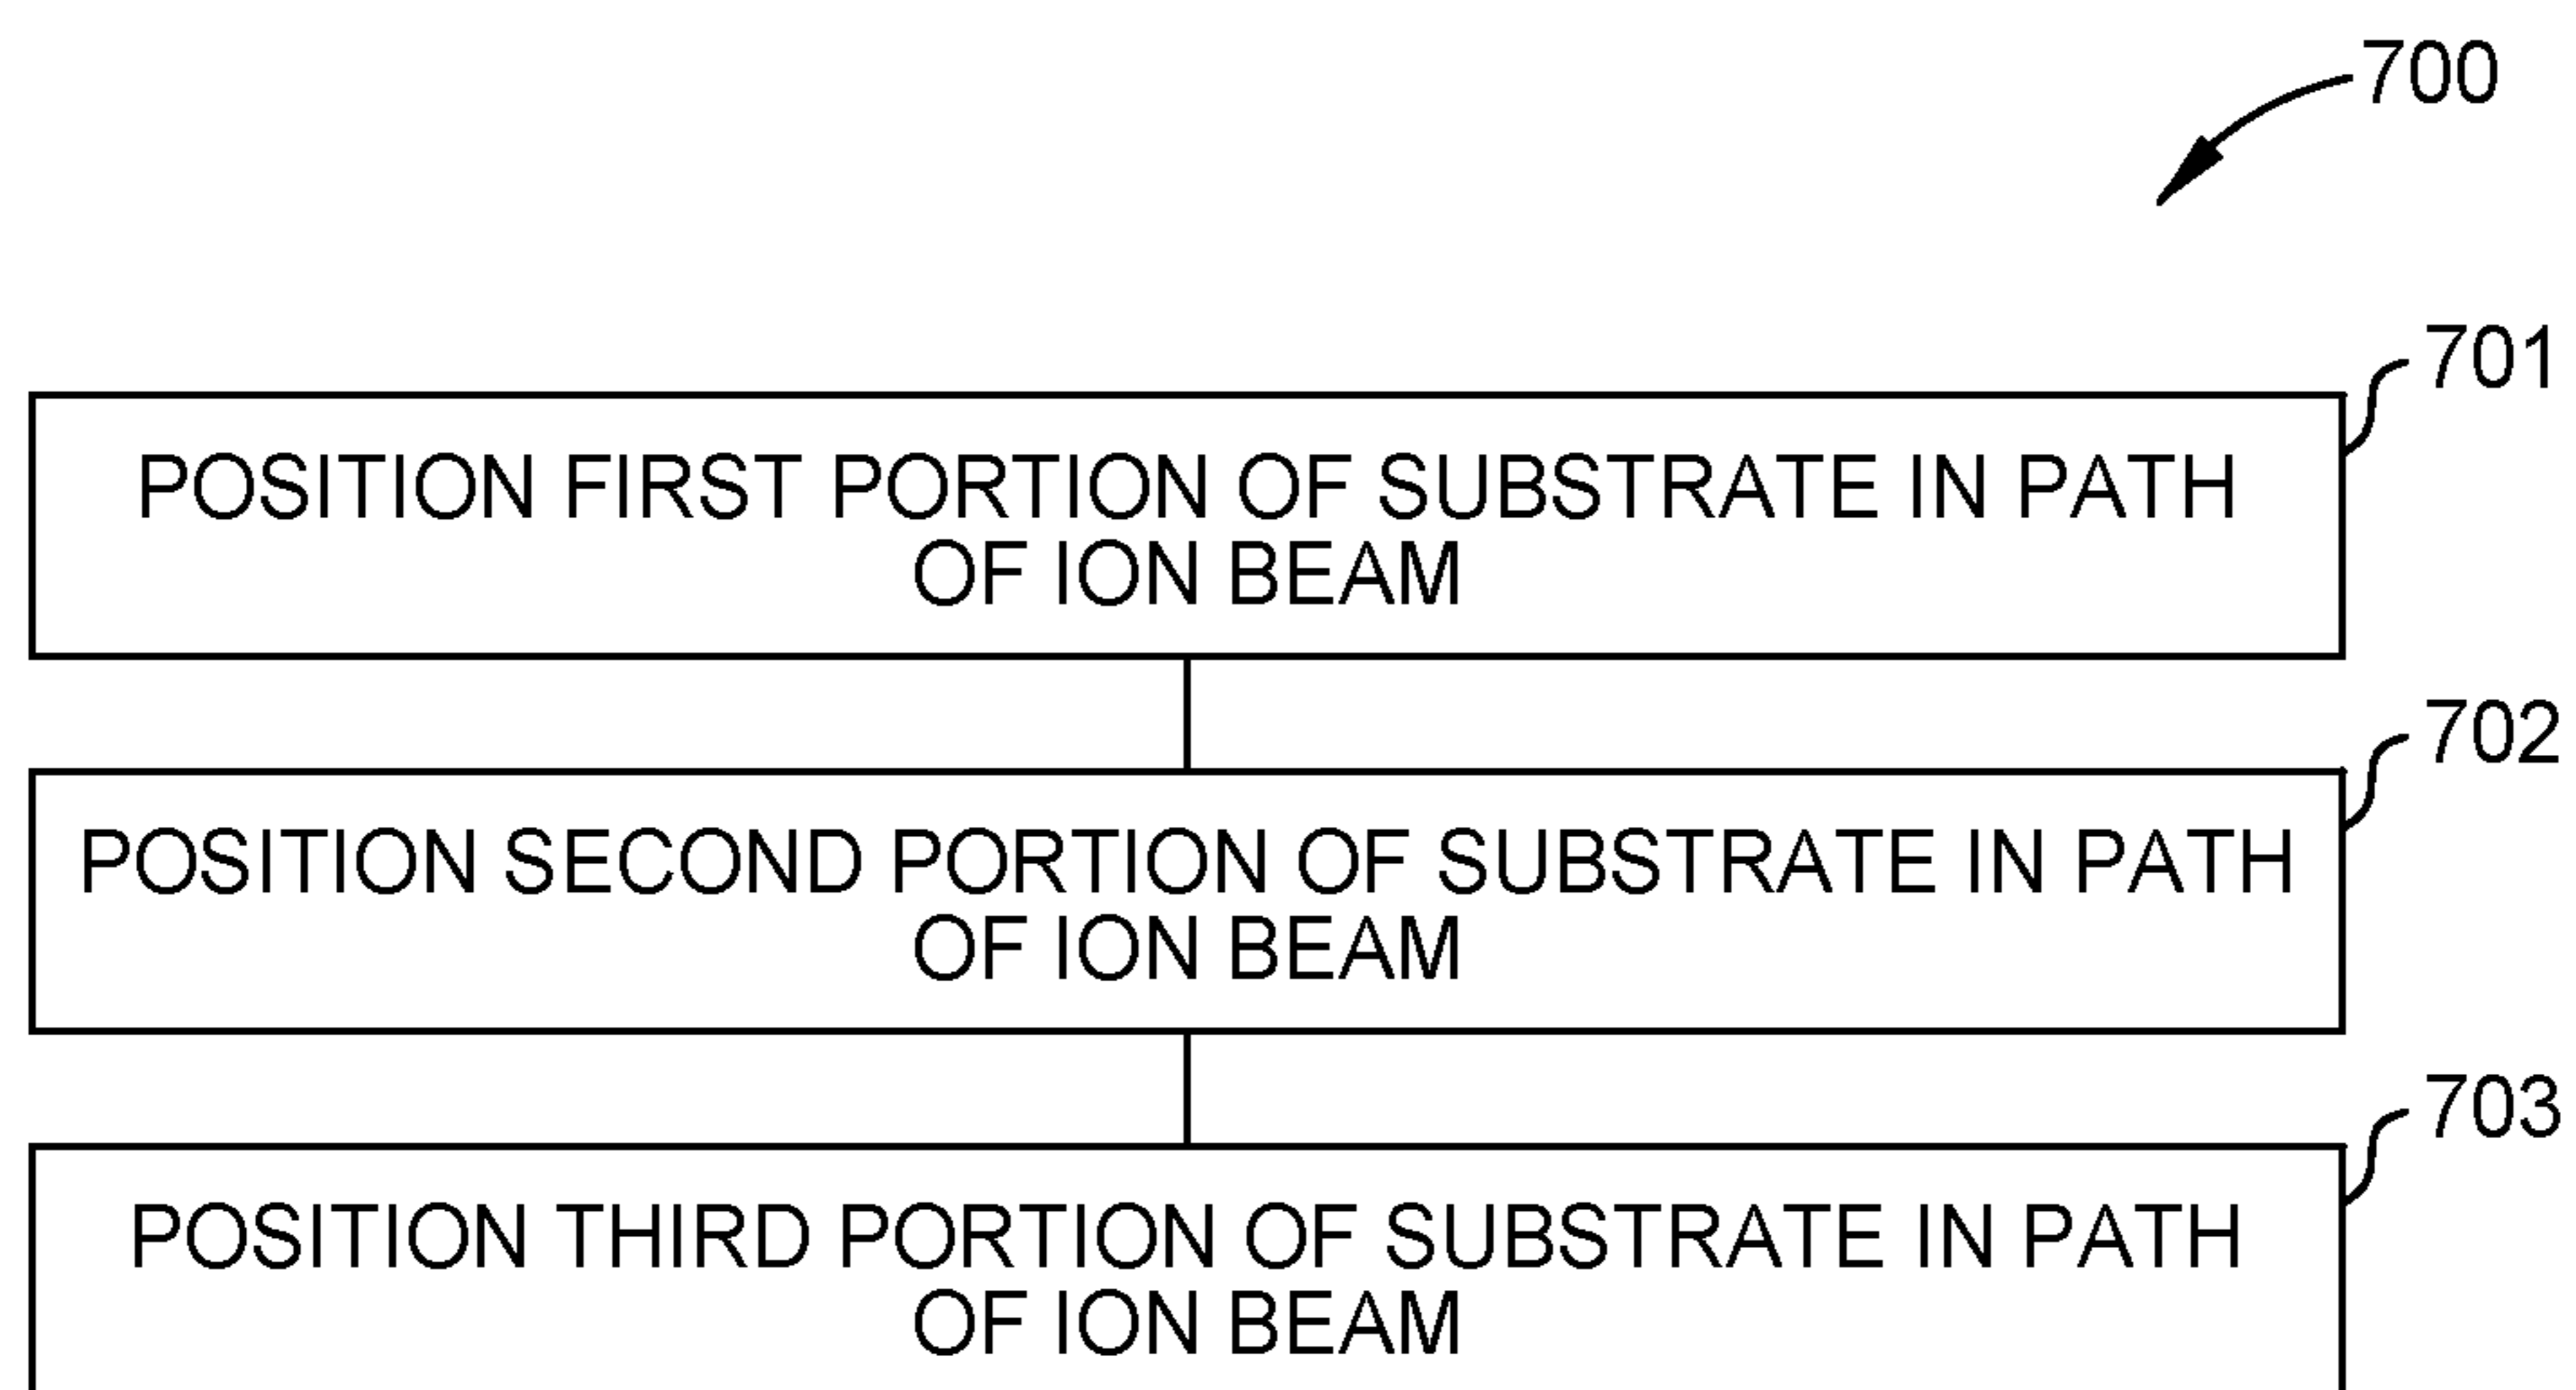 700
701
POSITION FIRST PORTION OF SUBSTRATE IN PATH
OF ION BEAM
702
POSITION SECOND PORTION OF SUBSTRATE IN PATH
OF ION BEAM
703
POSITION THIRD PORTION OF SUBSTRATE IN PATH
OF ION BEAM